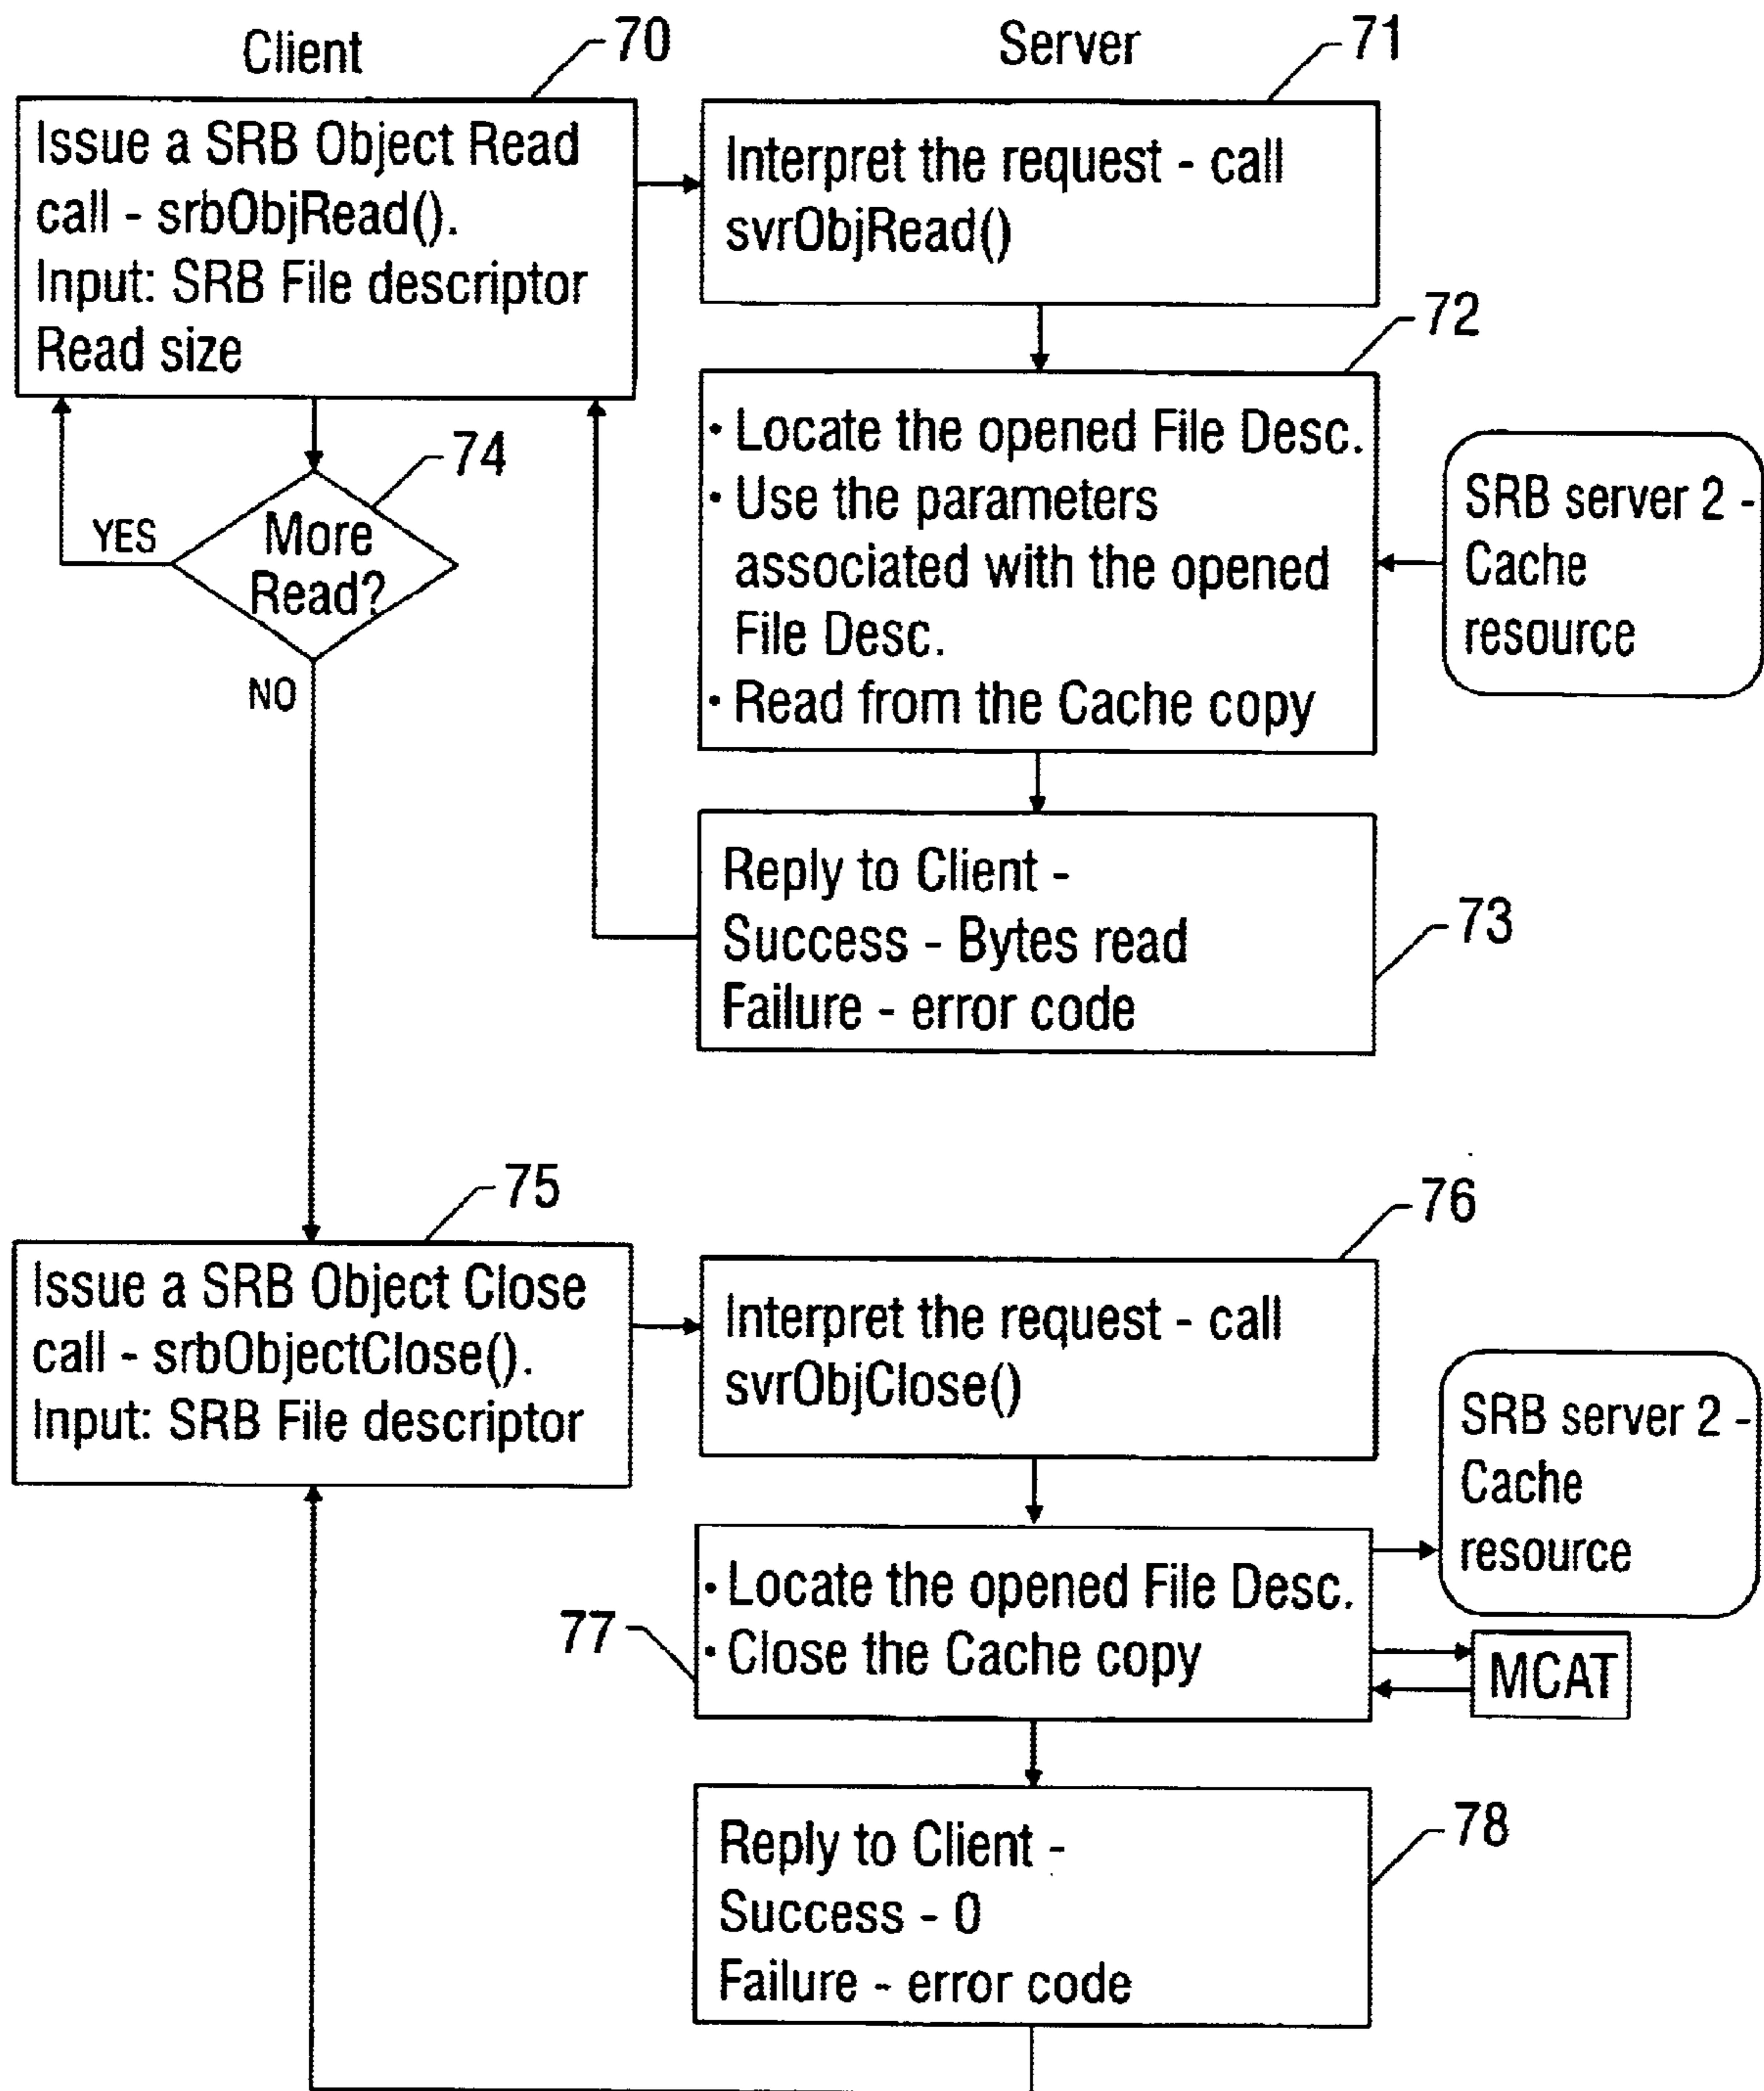 Client
70
Server
71
Issue a SRB Object Read
call - srbObjRead().
Input: SRB File descriptor
Read size
Interpret the request - call
svrObjRead()
72
• Locate the opened File Desc.
• Use the parameters
associated with the opened
File Desc.
• Read from the Cache copy
SRB server 2 -
Cache
resource
74
More
Read?
YES
NO
Reply to Client -
Success - Bytes read
Failure - error code
73
75
Issue a SRB Object Close
call - srbObjectClose().
Input: SRB File descriptor
76
Interpret the request - call
svrObjClose()
SRB server 2 -
Cache
resource
77
• Locate the opened File Desc.
• Close the Cache copy
MCAT
Reply to Client -
Success - 0
Failure - error code
78